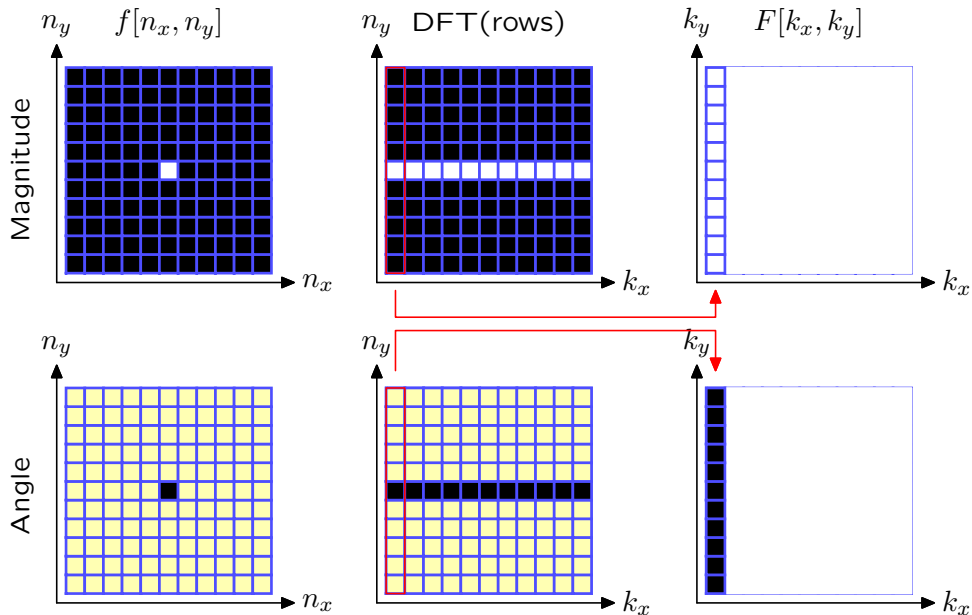 n_y f[n_x, n_y] n_y DFT(rows) k_y F[k_x, k_y]
Magnitude
n_x k_x k_x
n_y n_y k_y
Angle
n_x k_x k_x